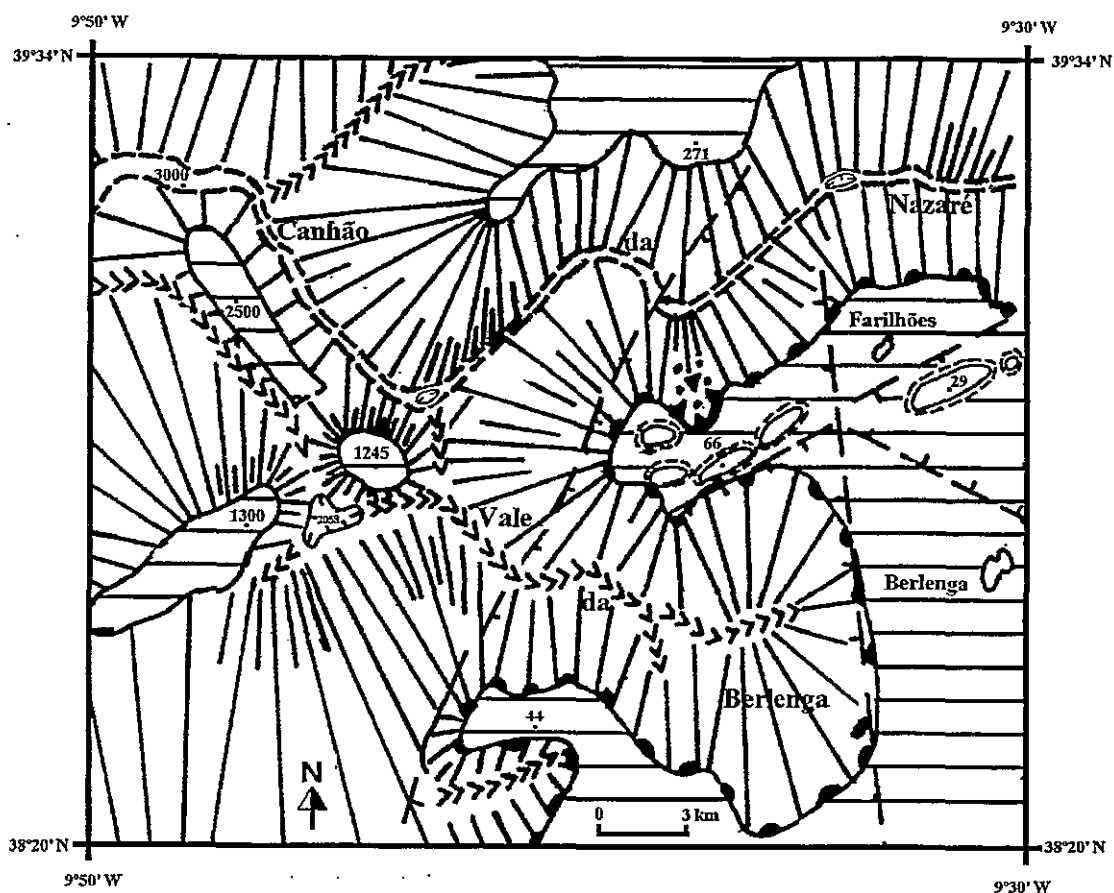 9°50' W
9°30' W
39°34' N
39°34' N
271
3000
Nazaré
Canhão
da
2500
Farilhões
29
66
1245
1300
2053
Vale
Berlenga
da
Berlenga
44
N
0 3 km
38°20' N
38°20' N
9°50' W
9°30' W